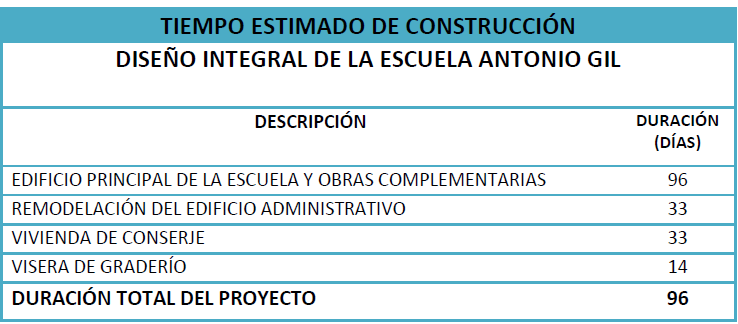 TIEMPO ESTIMADO DE CONSTRUCCIÓN
DISEÑO INTEGRAL DE LA ESCUELA ANTONIO GIL
DESCRIPCIÓN DURACIÓN (DÍAS)
EDIFICIO PRINCIPAL DE LA ESCUELA Y OBRAS COMPLEMENTARIAS 96
REMODELACIÓN DEL EDIFICIO ADMINISTRATIVO 33
VIVIENDA DE CONSERJE 33
VISERA DE GRADERÍO 14
DURACIÓN TOTAL DEL PROYECTO 96